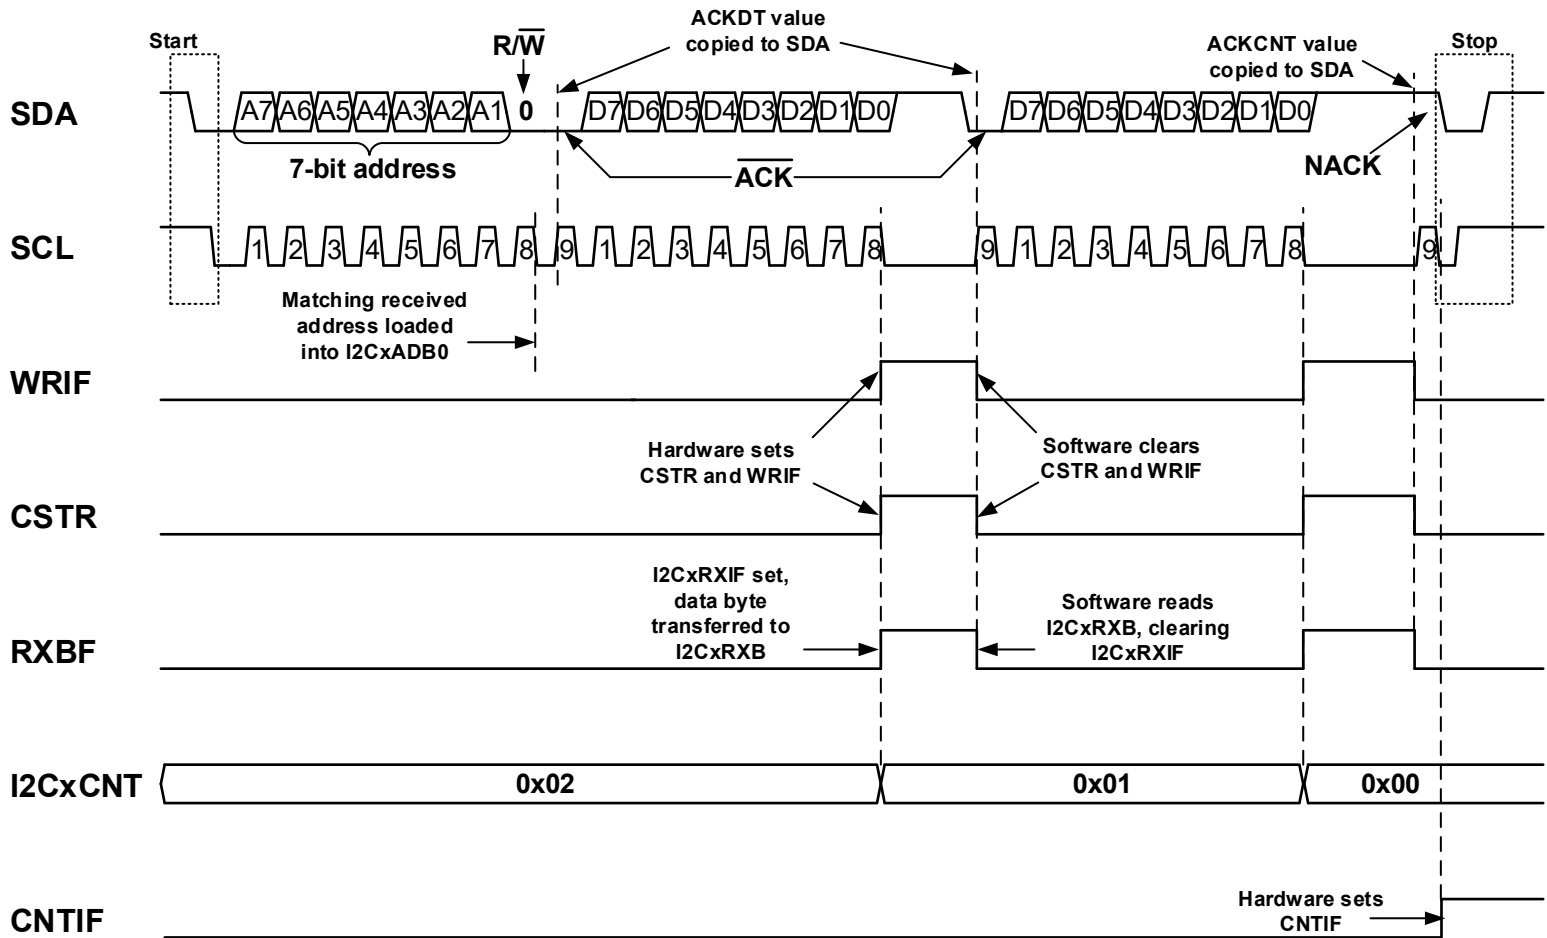 Start
R/W
ACKDT value
copied to SDA
ACKCNT value
copied to SDA
Stop
SDA
A7 A6 A5 A4 A3 A2 A1 0 D7 D6 D5 D4 D3 D2 D1 D0 D7 D6 D5 D4 D3 D2 D1 D0
7-bit address
ACK
NACK
SCL
1 2 3 4 5 6 7 8 9 1 2 3 4 5 6 7 8 9 1 2 3 4 5 6 7 8 9
Matching received
address loaded
into I2CxADB0
WRIF
Hardware sets
CSTR and WRIF
Software clears
CSTR and WRIF
CSTR
I2CxRXIF set,
data byte
transferred to
I2CxRXB
Software reads
I2CxRXB, clearing
I2CxRXIF
RXBF
I2CxCNT
0x02 0x01 0x00
Hardware sets
CNTIF
CNTIF